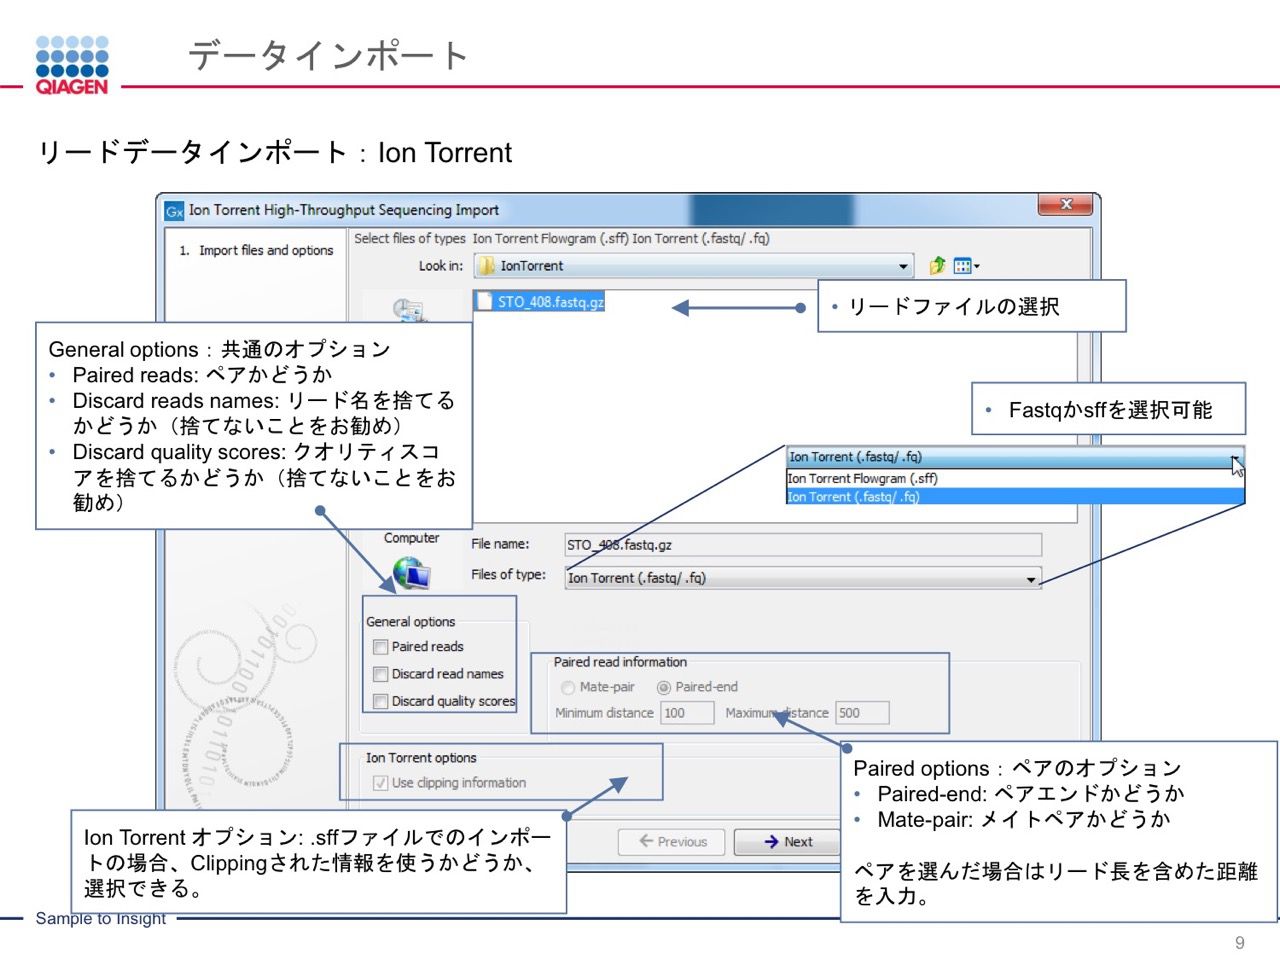 QIAGEN
データインポート
リードデータインポート：Ion Torrent
Gx Ion Torrent High-Throughput Sequencing Import
1. Import files and options
Select files of types Ion Torrent Flowgram (.sff) Ion Torrent (.fastq/ .fq)
Look in: IonTorrent
STO_408.fastq.gz
• リードファイルの選択
General options：共通のオプション
• Paired reads: ペアかどうか
• Discard reads names: リード名を捨てる
かどうか（捨てないことをお勧め）
• Discard quality scores: クオリティスコ
アを捨てるかどうか（捨てないことをお
勧め）
• Fastqかsffを選択可能
Ion Torrent (.fastq/ .fq)
Ion Torrent Flowgram (.sff)
Ion Torrent (.fastq/ .fq)
Computer
File name: STO_408.fastq.gz
Files of type: Ion Torrent (.fastq/ .fq)
General options
Paired reads
Discard read names
Discard quality scores
Paired read information
Mate-pair Paired-end
Minimum distance 100 Maximum distance 500
Ion Torrent options
Use clipping information
Previous Next
Ion Torrent オプション: .sffファイルでのインポー
トの場合、Clippingされた情報を使うかどうか、
選択できる。
Paired options：ペアのオプション
• Paired-end: ペアエンドかどうか
• Mate-pair: メイトペアかどうか
ペアを選んだ場合はリード長を含めた距離
を入力。
Sample to Insight
9